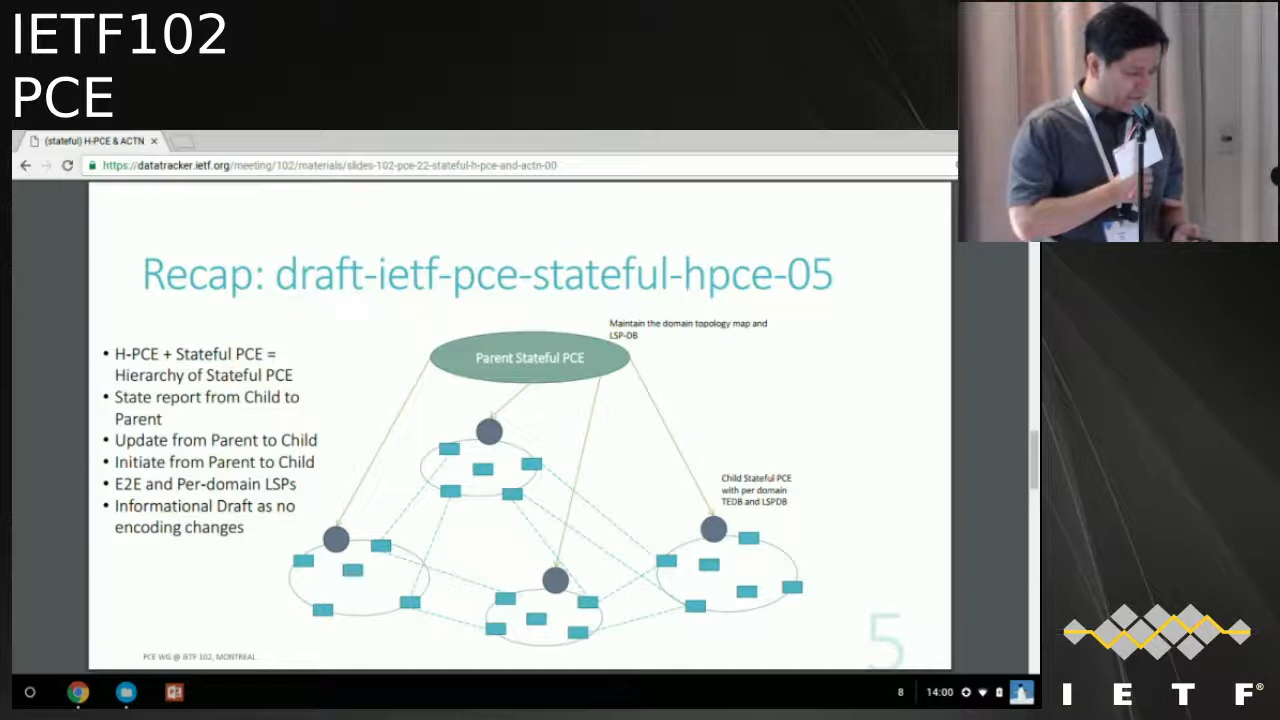 IETF102
PCE
(stateful) H-PCE & ACTN ×
https://datatracker.ietf.org/meeting/102/materials/slides-102-pce-22-stateful-h-pce-and-actn-00
Recap: draft-ietf-pce-stateful-hpce-05
Maintain the domain topology map and
LSP-DB
Parent Stateful PCE
• H-PCE + Stateful PCE =
Hierarchy of Stateful PCE
• State report from Child to
Parent
• Update from Parent to Child
• Initiate from Parent to Child
• E2E and Per-domain LSPs
• Informational Draft as no
encoding changes
Child Stateful PCE
with per domain
TEDB and LSPDB
PCE WG @ IETF 102, MONTREAL
5
8
14:00
I E T F®